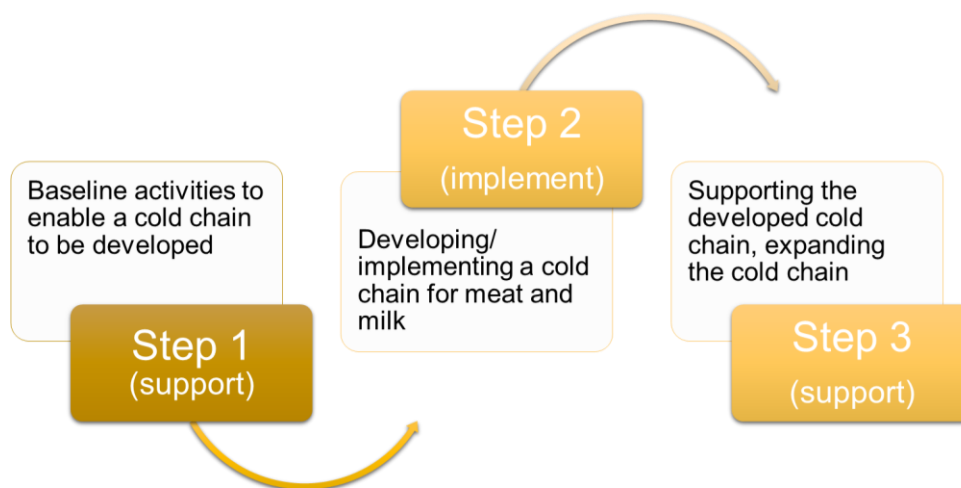 Baseline activities to
enable a cold chain
to be developed
Step 1
(support)
Step 2
(implement)
Developing/
implementing a cold
chain for meat and
milk
Supporting the
developed cold
chain, expanding
the cold chain
Step 3
(support)